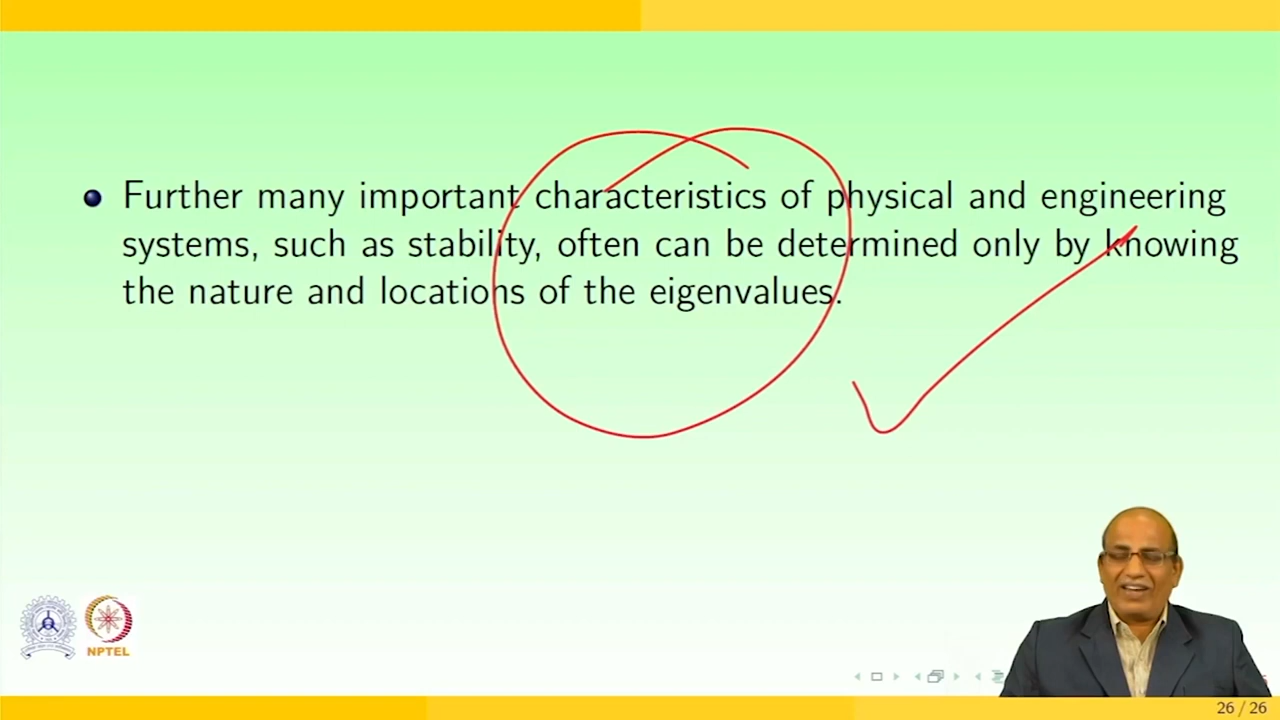 Further many important characteristics of physical and engineering
systems, such as stability, often can be determined only by knowing
the nature and locations of the eigenvalues.
NPTEL
26 / 26